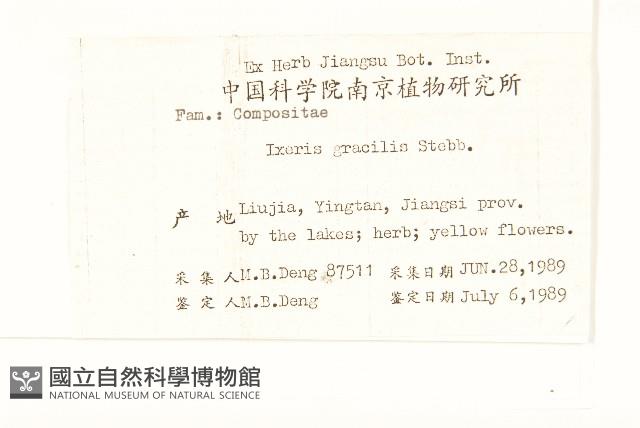 Ex Herb Jiangsu Bot. Inst.
中国科学院南京植物研究所
Fam.: Compositae
Ixeris gracilis Stebb.
产 地 Liujia, Yingtan, Jiangsi prov.
by the lakes; herb; yellow flowers.
采 集 人 M.B.Deng 87511 采集日期 JUN.28,1989
鉴 定 人 M.B.Deng 鉴定日期 July 6,1989
國立自然科學博物館
NATIONAL MUSEUM OF NATURAL SCIENCE